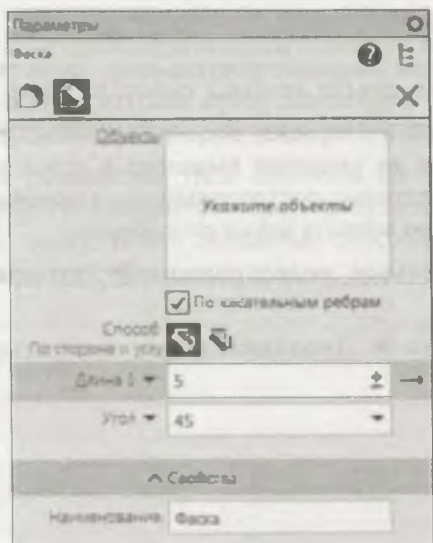 Параметры
Фаска
Объекты
Укажите объекты
По касательным ребрам
Способ
По стороне и углу
Длина 1 5
Угол 45
Свойства
Наименование Фаска